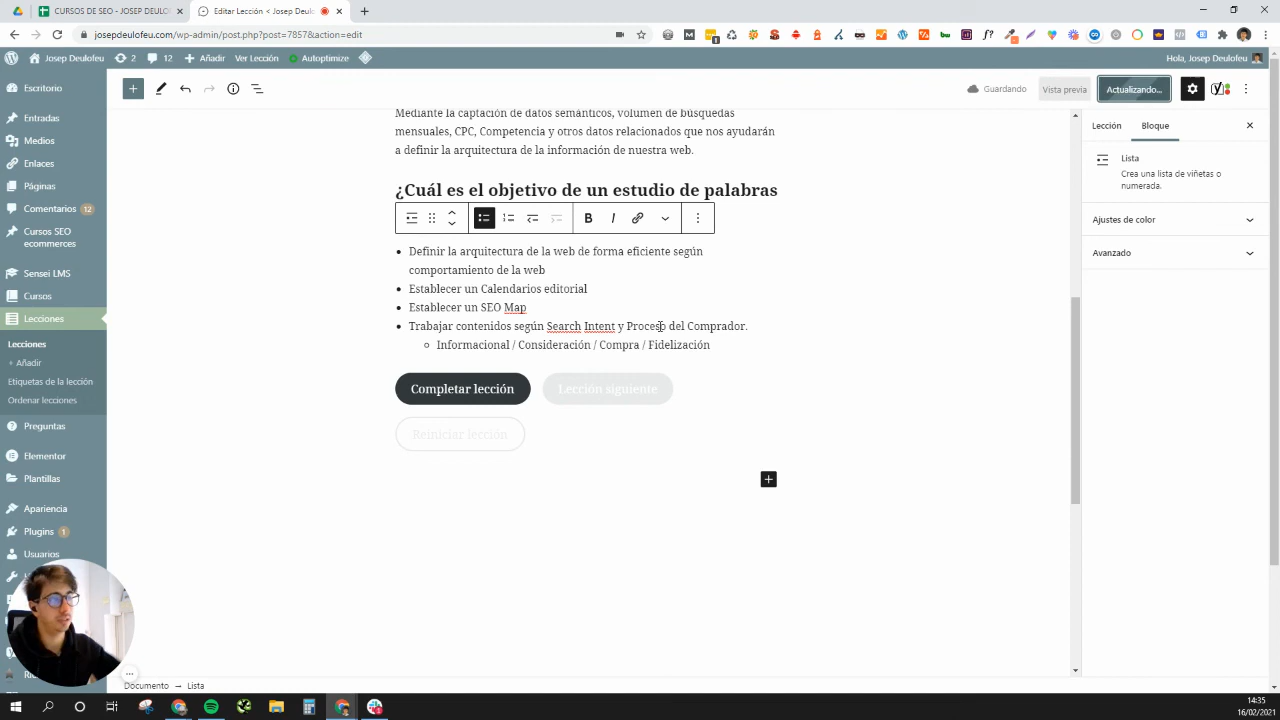 CURSOS DE SEO - JOSEP DEULOF
Editar Lección < Josep Deulofeu
josepdeulofeu.com/wp-admin/post.php?post=7857&action=edit
Josep Deulofeu
2
12
Añadir
Ver Lección
Autoptimize
Hola, Josep Deulofeu
Guardando
Vista previa
Actualizando...
Escritorio
Entradas
Medios
Enlaces
Páginas
Comentarios 12
Cursos SEO
ecommerces
Sensei LMS
Cursos
Lecciones
Lecciones
+ Añadir
Etiquetas de la lección
Ordenar lecciones
Preguntas
Elementor
Plantillas
Apariencia
Plugins 1
Usuarios
Mediante la captación de datos semánticos, volumen de búsquedas
mensuales, CPC, Competencia y otros datos relacionados que nos ayudarán
a definir la arquitectura de la información de nuestra web.
¿Cuál es el objetivo de un estudio de palabras
B I
Definir la arquitectura de la web de forma eficiente según
comportamiento de la web
Establecer un Calendarios editorial
Establecer un SEO Map
Trabajar contenidos según Search Intent y Proceso del Comprador.
Informacional / Consideración / Compra / Fidelización
Completar lección
Lección siguiente
Reiniciar lección
Lección
Bloque
Lista
Crea una lista de viñetas o
numerada.
Ajustes de color
Avanzado
Documento → Lista
14:35
16/02/2021